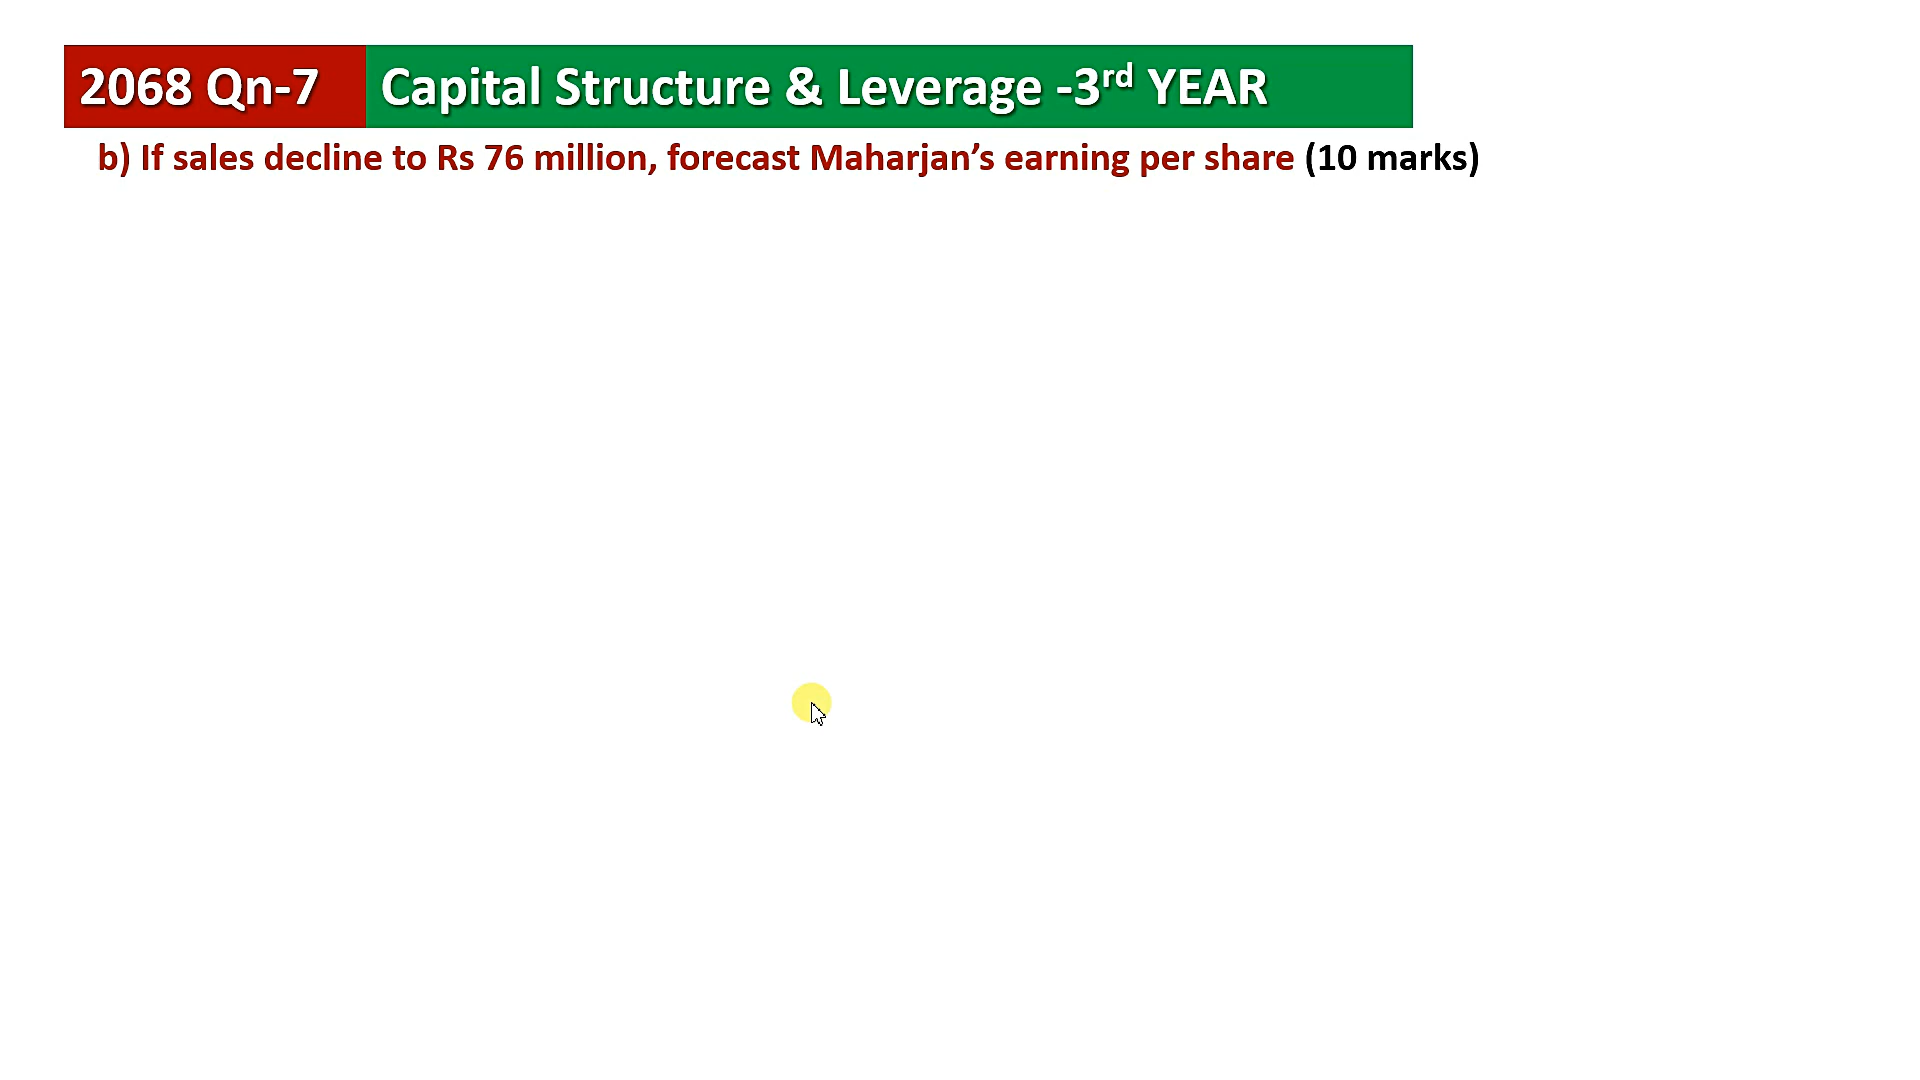 2068 Qn-7 Capital Structure & Leverage -3rd YEAR
b) If sales decline to Rs 76 million, forecast Maharjan’s earning per share (10 marks)